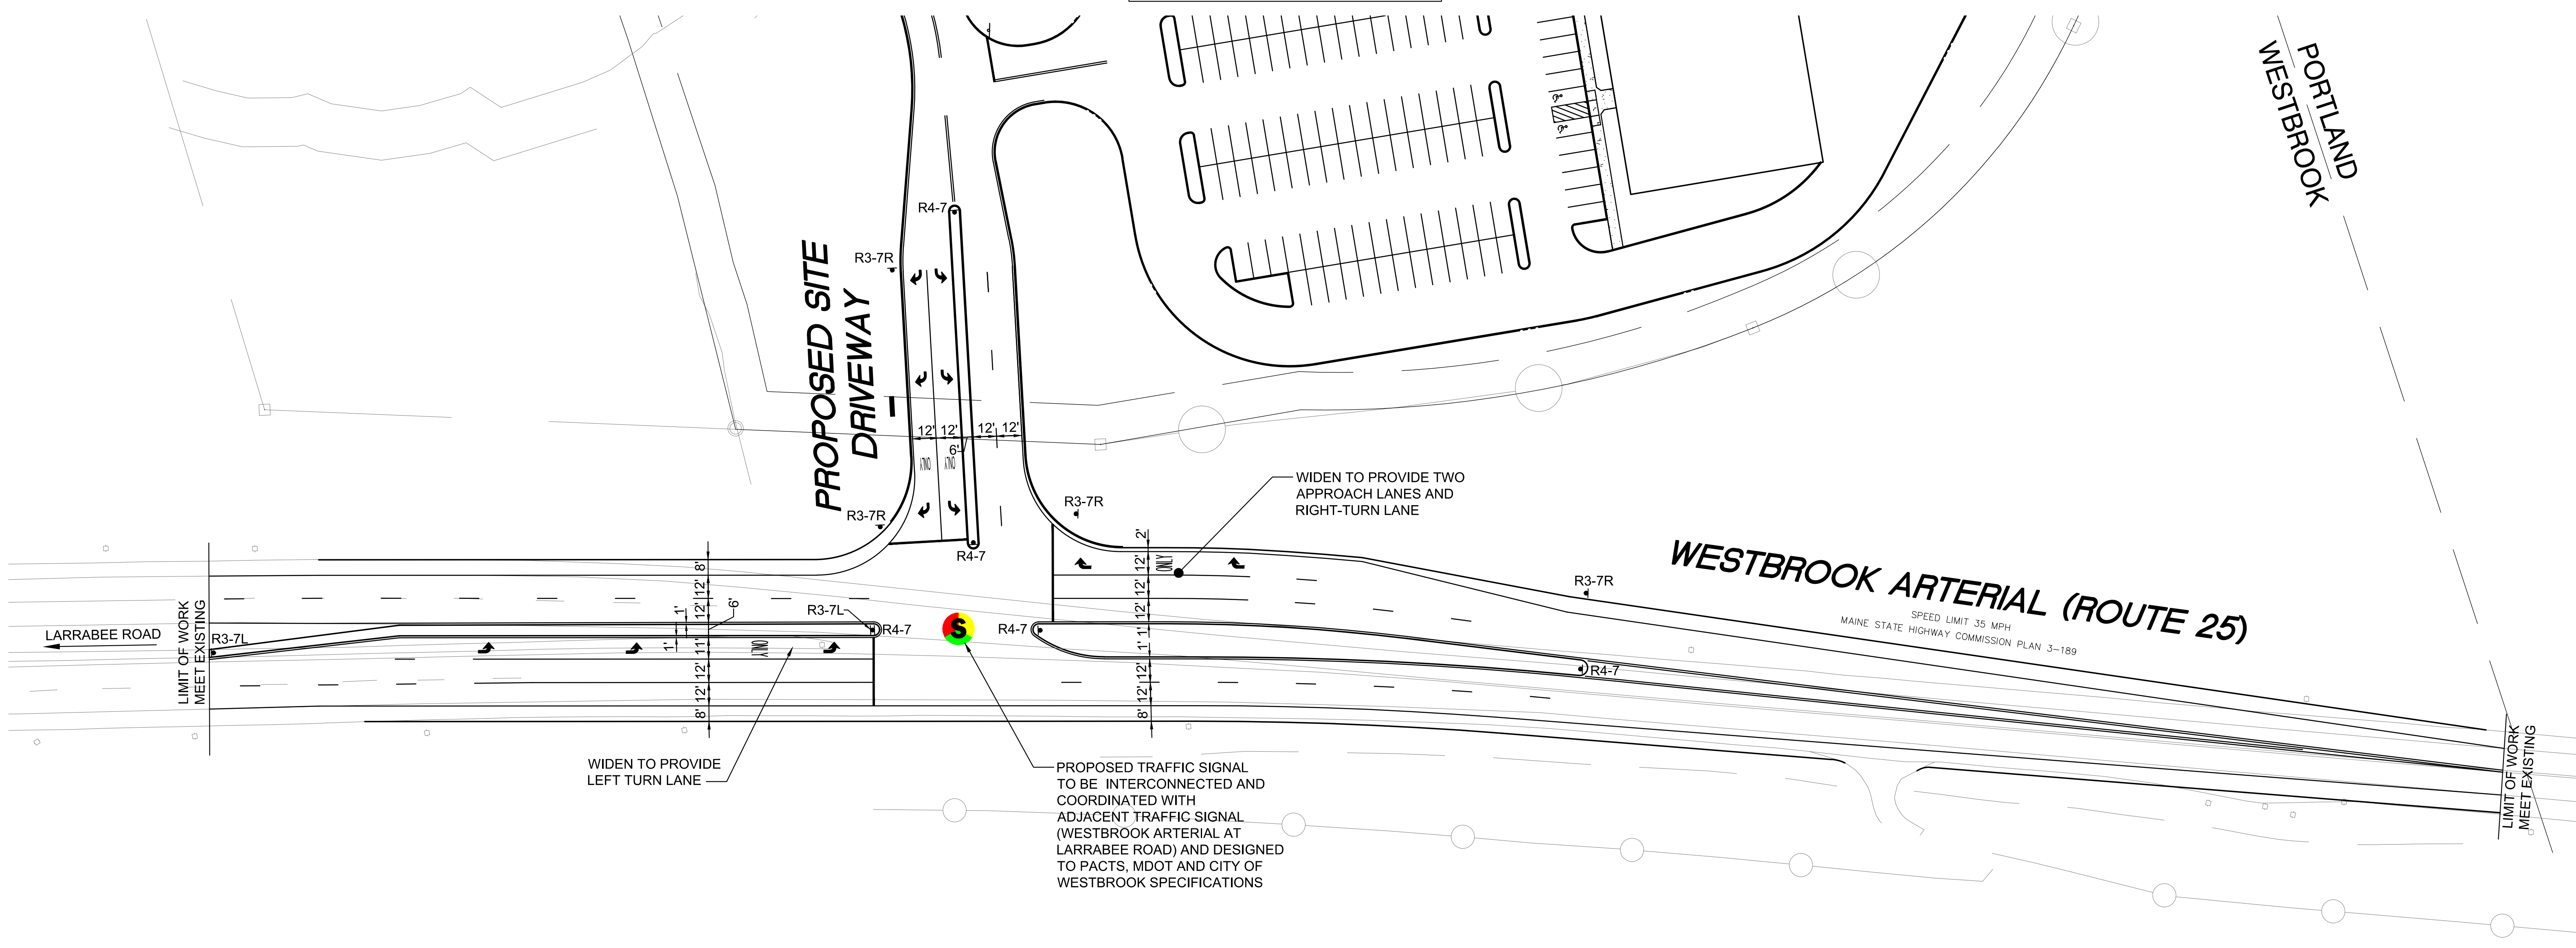 PORTLAND
WESTBROOK
R4-7
R3-7R
PROPOSED SITE
DRIVEWAY
12' 12' 12' 12'
6'
ONLY ONLY
R3-7R
R4-7
R3-7R
WIDEN TO PROVIDE TWO
APPROACH LANES AND
RIGHT-TURN LANE
2'
12'
12'
12'
1'
1'
12'
12'
8'
ONLY
R3-7R
WESTBROOK ARTERIAL (ROUTE 25)
SPEED LIMIT 35 MPH
MAINE STATE HIGHWAY COMMISSION PLAN 3-189
R4-7
LARRABEE ROAD
LIMIT OF WORK
MEET EXISTING
R3-7L
8'
12'
12'
1'
6'
1'
11'
12'
12'
8'
ONLY
R3-7L
R4-7
S
R4-7
WIDEN TO PROVIDE
LEFT TURN LANE
PROPOSED TRAFFIC SIGNAL
TO BE INTERCONNECTED AND
COORDINATED WITH
ADJACENT TRAFFIC SIGNAL
(WESTBROOK ARTERIAL AT
LARRABEE ROAD) AND DESIGNED
TO PACTS, MDOT AND CITY OF
WESTBROOK SPECIFICATIONS
LIMIT OF WORK
MEET EXISTING